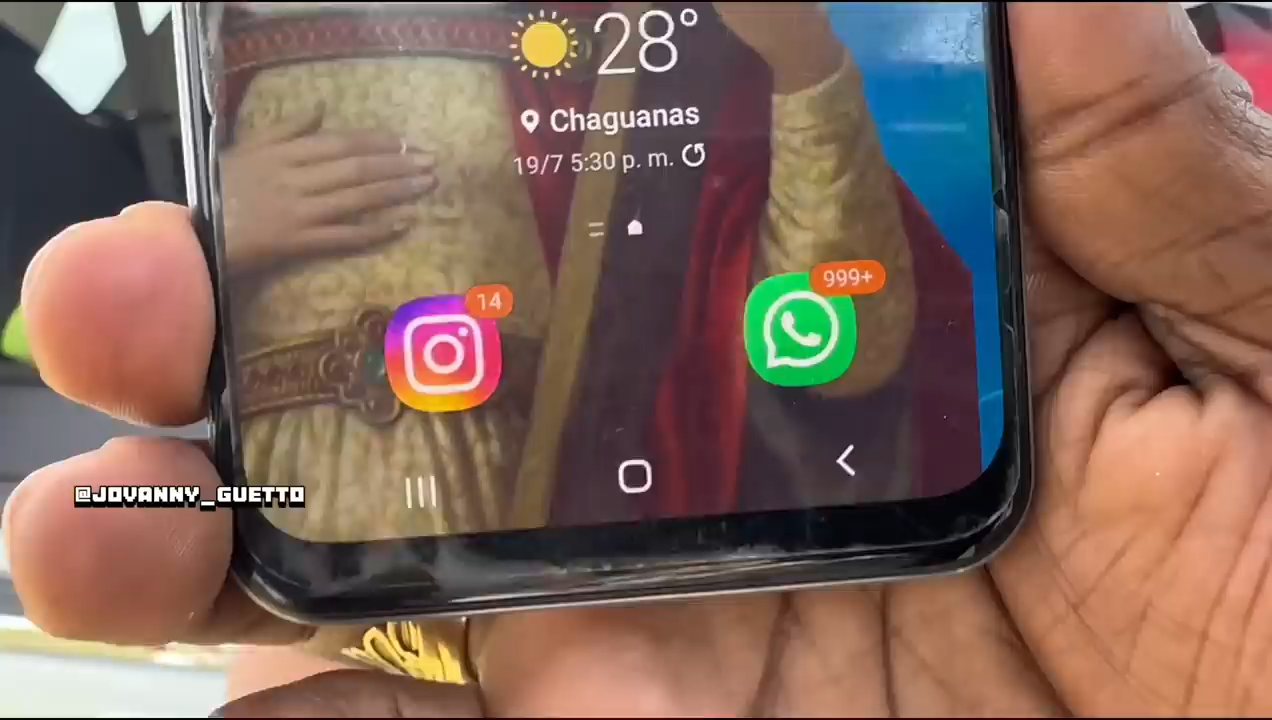 28°
Chaguanas
19/7 5:30 p. m.
14
999+
@JOVANNY_GUETTO